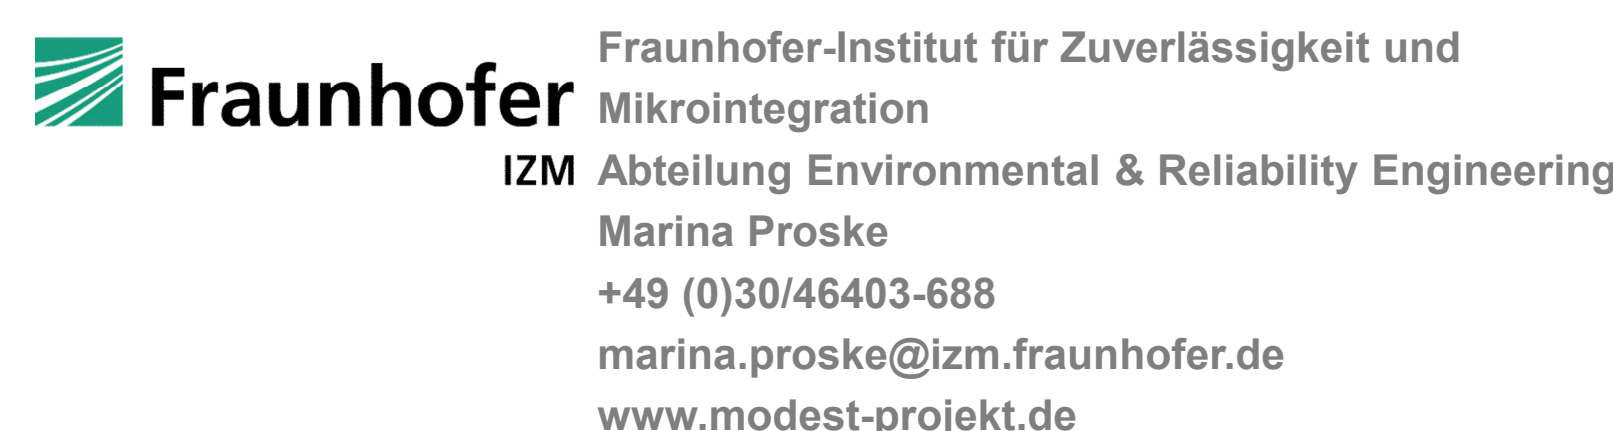 Fraunhofer
IZM
Fraunhofer-Institut für Zuverlässigkeit und
Mikrointegration
Abteilung Environmental & Reliability Engineering
Marina Proske
+49 (0)30/46403-688
marina.proske@izm.fraunhofer.de
www.modest-projekt.de